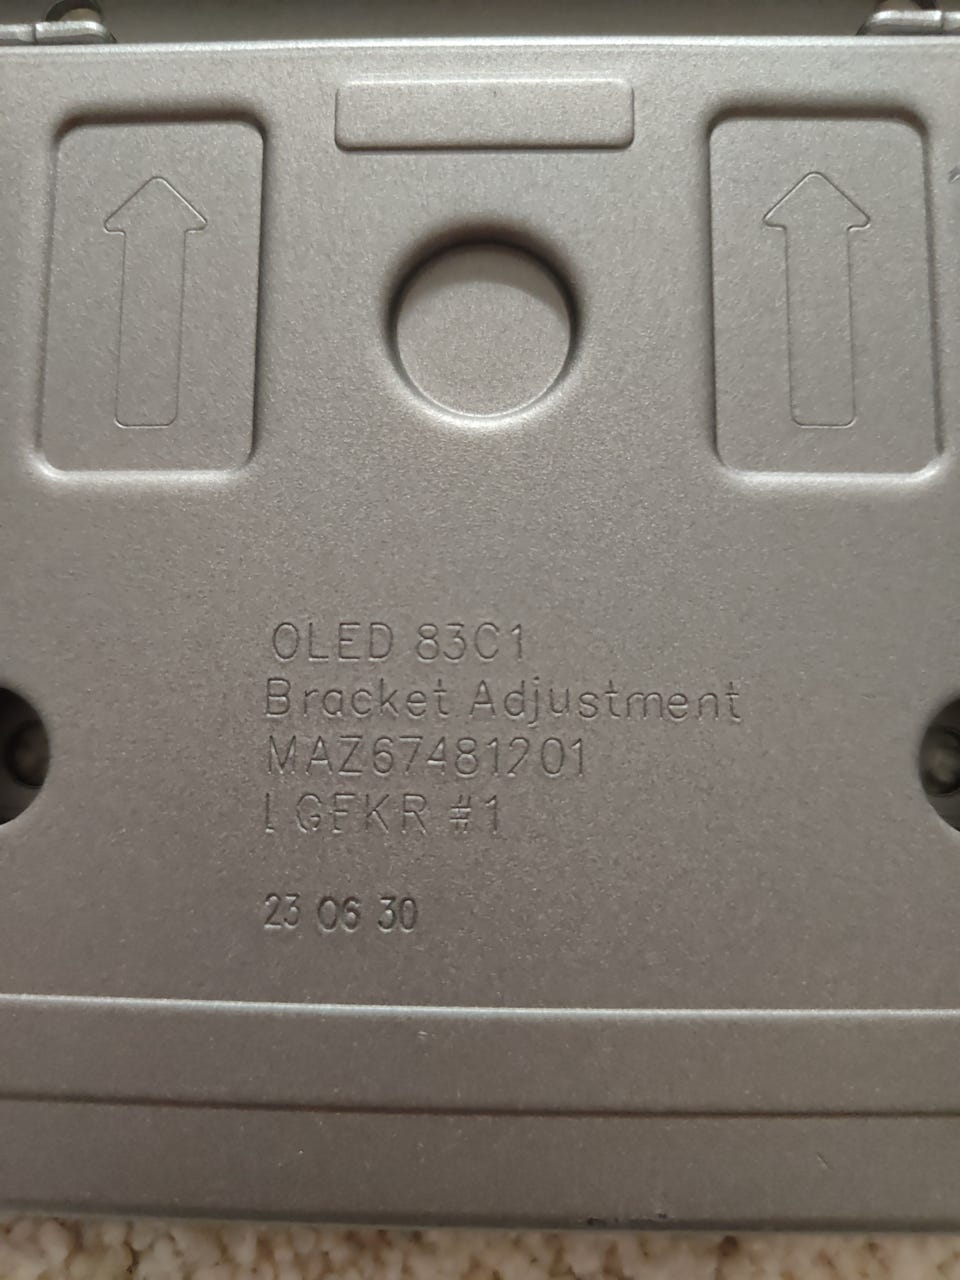 OLED 83C1
Bracket Adjustment
MAZ67481201
LGEKR #1
23 06 30